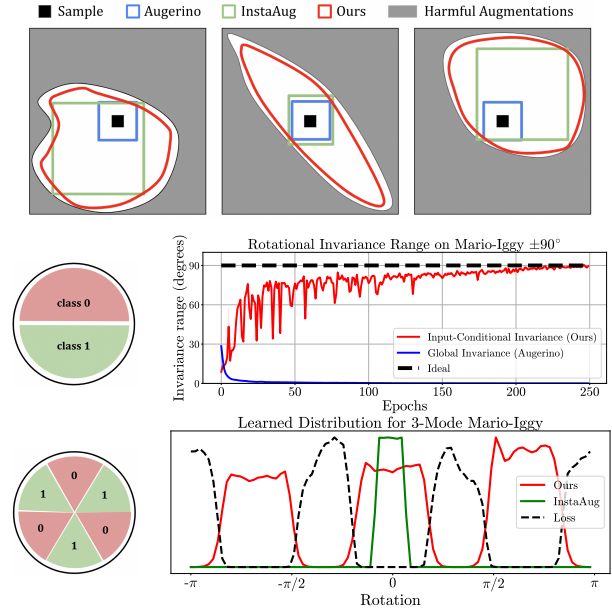 Sample Augerino InstaAug Ours Harmful Augmentations
Rotational Invariance Range on Mario-Iggy ±90°
Invariance range (degrees)
90
60
30
0
0 50 100 150 200 250
Epochs
Input-Conditional Invariance (Ours)
Global Invariance (Augerino)
Ideal
class 0
class 1
Learned Distribution for 3-Mode Mario-Iggy
Ours
InstaAug
Loss
-π -π/2 0 π/2 π
Rotation
0
1 1
0 0
1